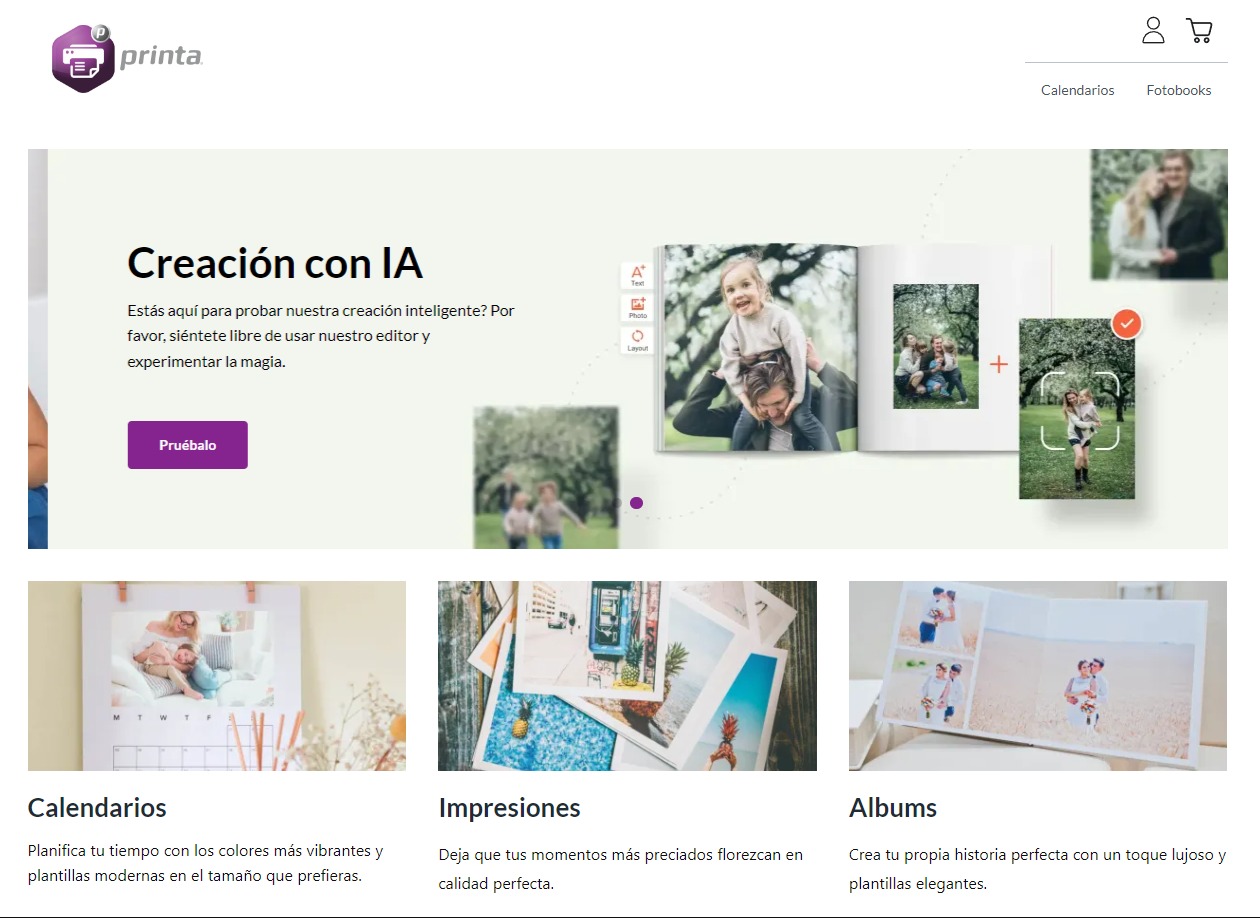 p
printa
Calendarios Fotobooks
Creación con IA
Estás aquí para probar nuestra creación inteligente? Por
favor, siéntete libre de usar nuestro editor y
experimentar la magia.
Pruébalo
A+
Text
Photo
Layout
M T W T F
Calendarios
Planifica tu tiempo con los colores más vibrantes y
plantillas modernas en el tamaño que prefieras.
Impresiones
Deja que tus momentos más preciados florezcan en
calidad perfecta.
Albums
Crea tu propia historia perfecta con un toque lujoso y
plantillas elegantes.